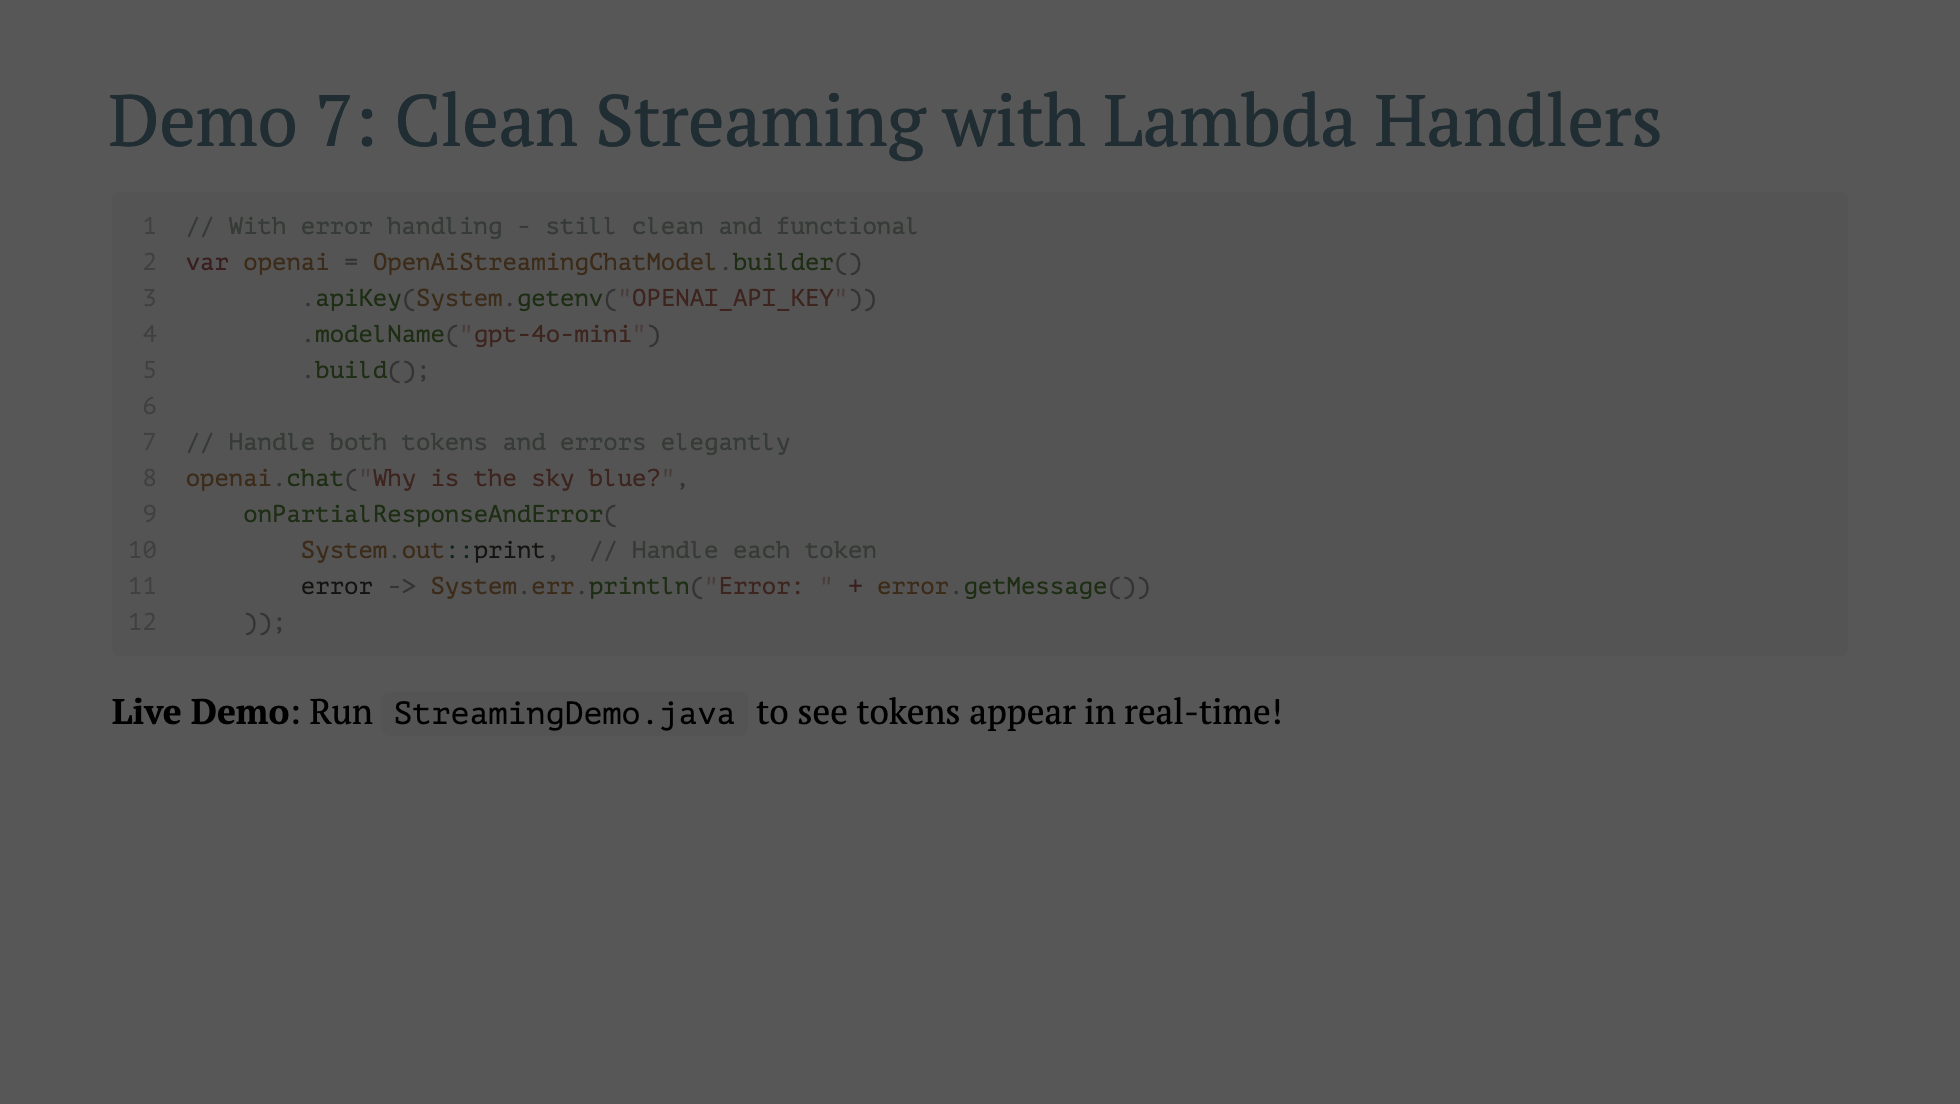 Demo 7: Clean Streaming with Lambda Handlers
1 // With error handling - still clean and functional
2 var openai = OpenAiStreamingChatModel.builder()
3         .apiKey(System.getenv("OPENAI_API_KEY"))
4         .modelName("gpt-4o-mini")
5         .build();
6
7 // Handle both tokens and errors elegantly
8 openai.chat("Why is the sky blue?",
9     onPartialResponseAndError(
10         System.out::print,  // Handle each token
11         error -> System.err.println("Error: " + error.getMessage())
12     ));
Live Demo: Run StreamingDemo.java to see tokens appear in real-time!